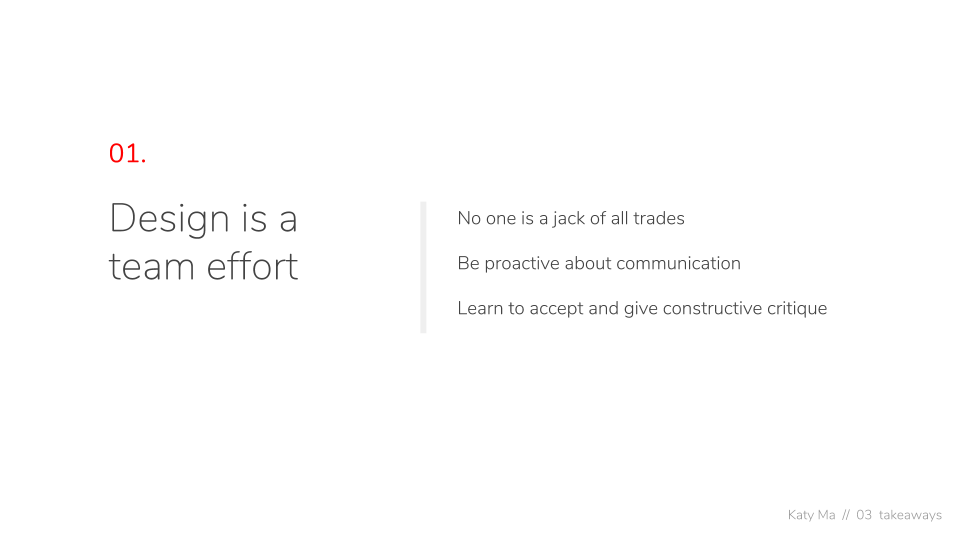 01.
Design is a
team effort
No one is a jack of all trades
Be proactive about communication
Learn to accept and give constructive critique
Katy Ma // 03 takeaways